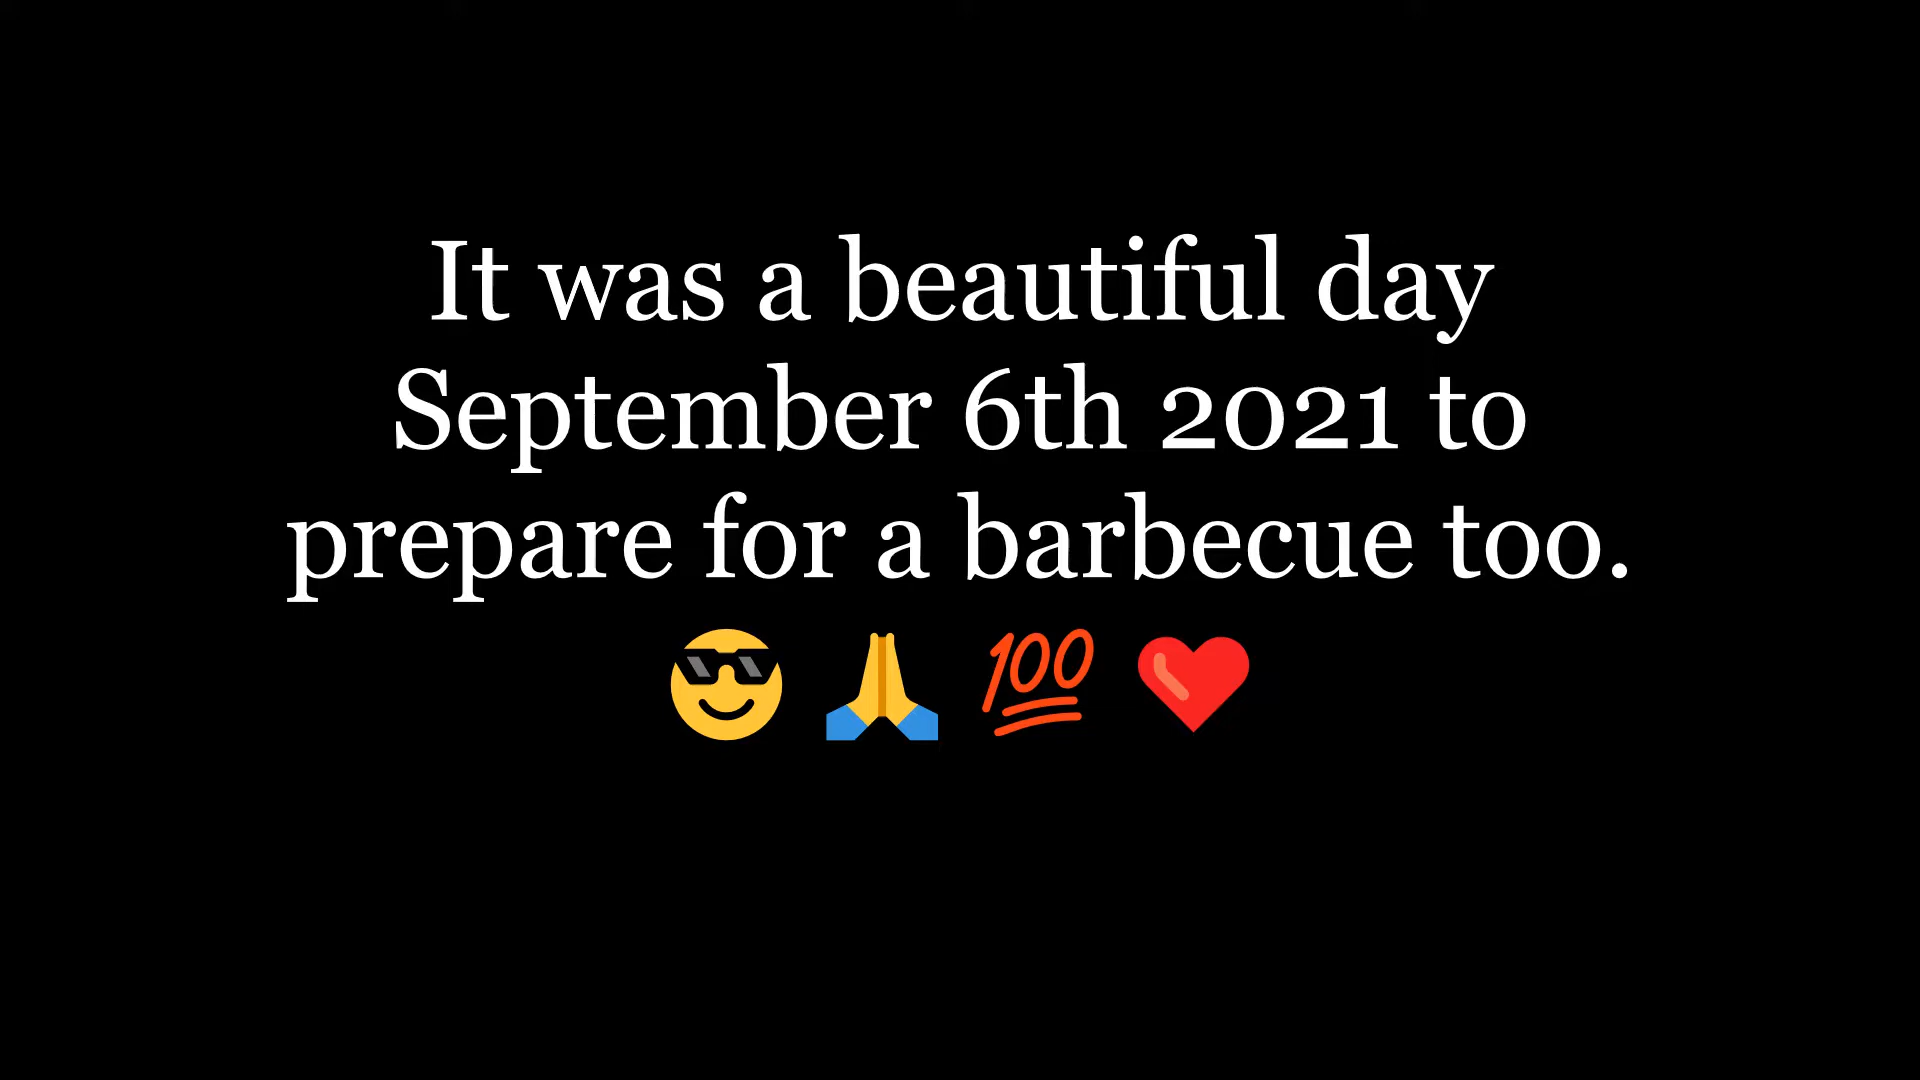 It was a beautiful day
September 6th 2021 to
prepare for a barbecue too.
😎 🙏 💯 ❤️